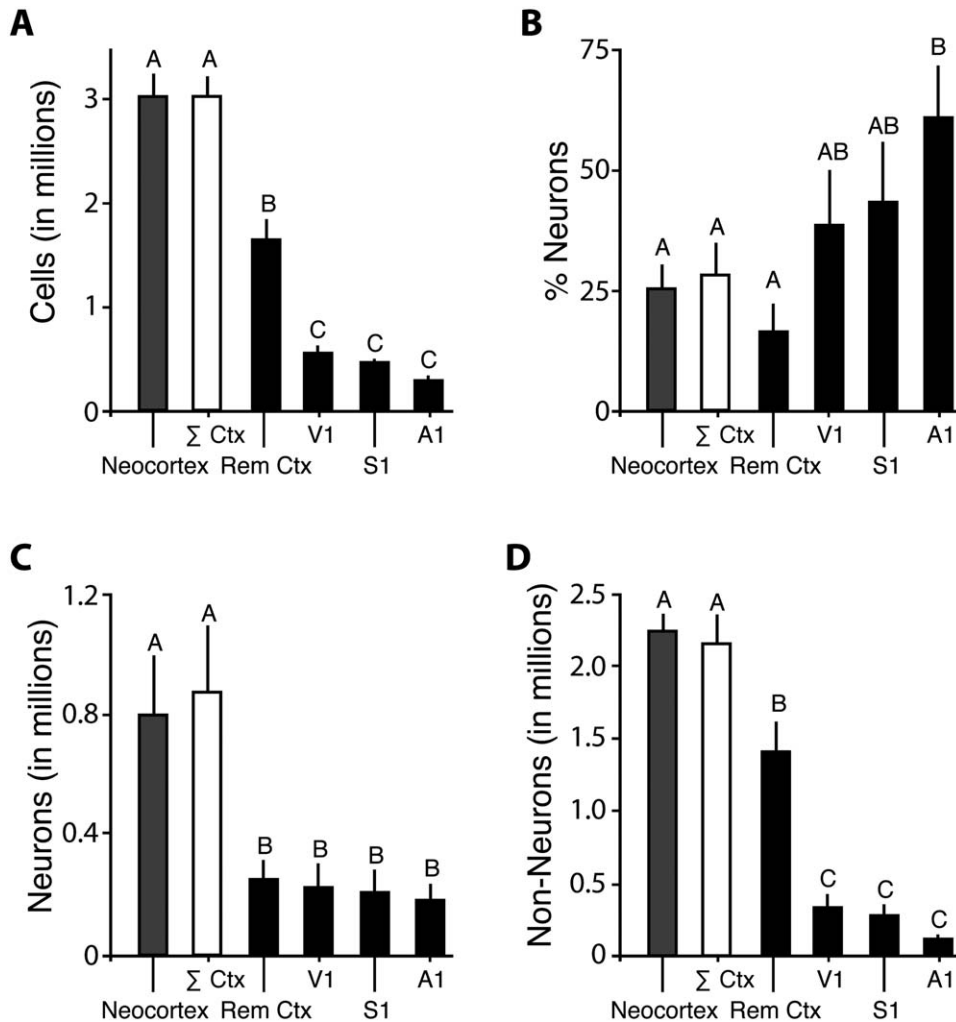 A
Cells (in millions)
3
2
1
0
A
A
B
C
C
C
∑ Ctx
V1
A1
Neocortex
Rem Ctx
S1
B
% Neurons
75
50
25
0
A
A
A
AB
AB
B
∑ Ctx
V1
A1
Neocortex
Rem Ctx
S1
C
Neurons (in millions)
1.2
0.8
0.4
0
A
A
B
B
B
B
∑ Ctx
V1
A1
Neocortex
Rem Ctx
S1
D
Non-Neurons (in millions)
2.5
2.0
1.5
1.0
0.5
0
A
A
B
C
C
C
∑ Ctx
V1
A1
Neocortex
Rem Ctx
S1